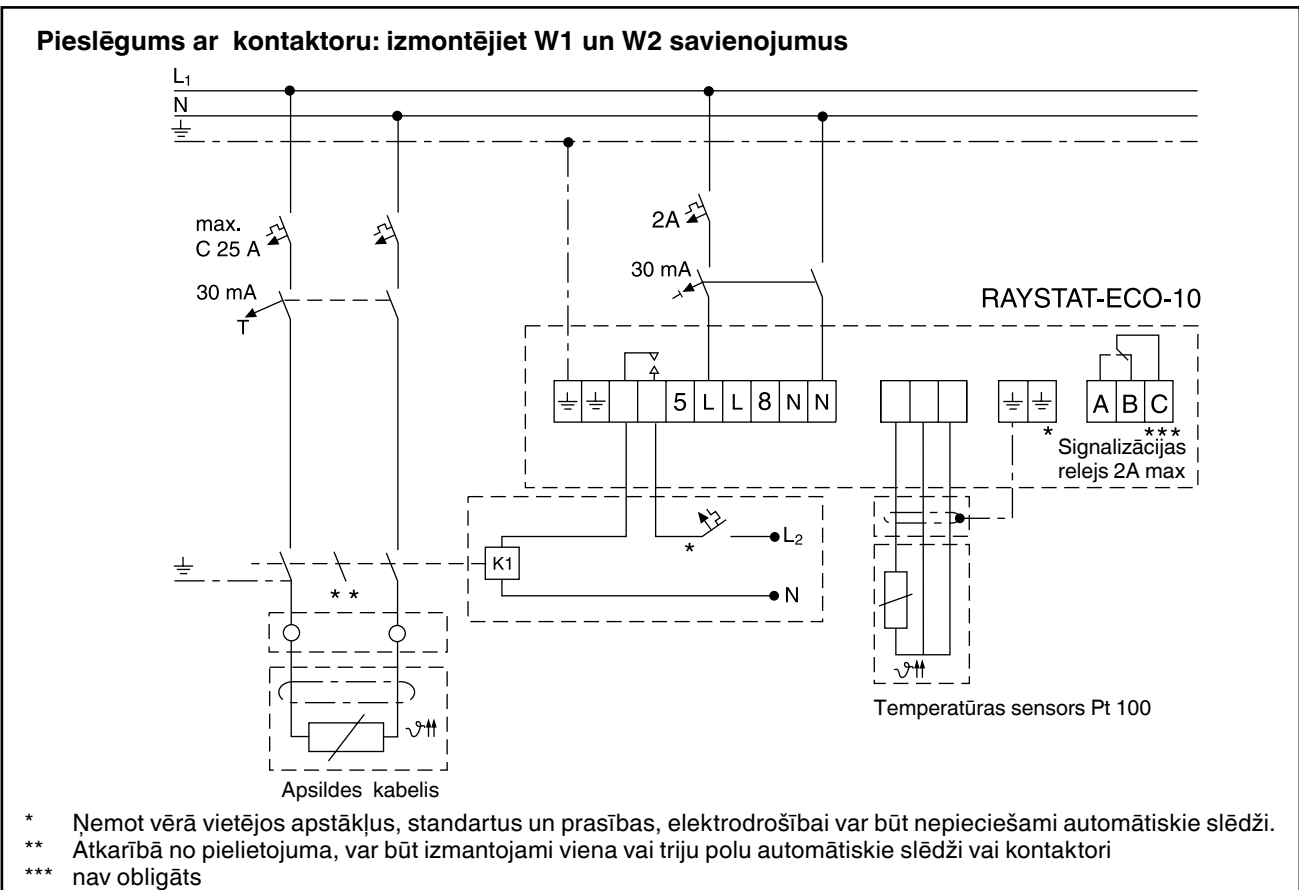 Pieslēgums ar kontaktoru: izmontējiet W1 un W2 savienojumus
L1
N
max.
C 25 A
2A
30 mA
30 mA
T
RAYSTAT-ECO-10
5 L L 8 N N
A B C
*
***
Signalizācijas
relejs 2A max
*
L2
K1
* *
N
ϑ
ϑ
Temperatūras sensors Pt 100
Apsildes kabelis
* Ņemot vērā vietējos apstākļus, standartus un prasības, elektrodrošībai var būt nepieciešami automātiskie slēdži.
** Atkarībā no pielietojuma, var būt izmantojami viena vai triju polu automātiskie slēdži vai kontaktori
*** nav obligāts